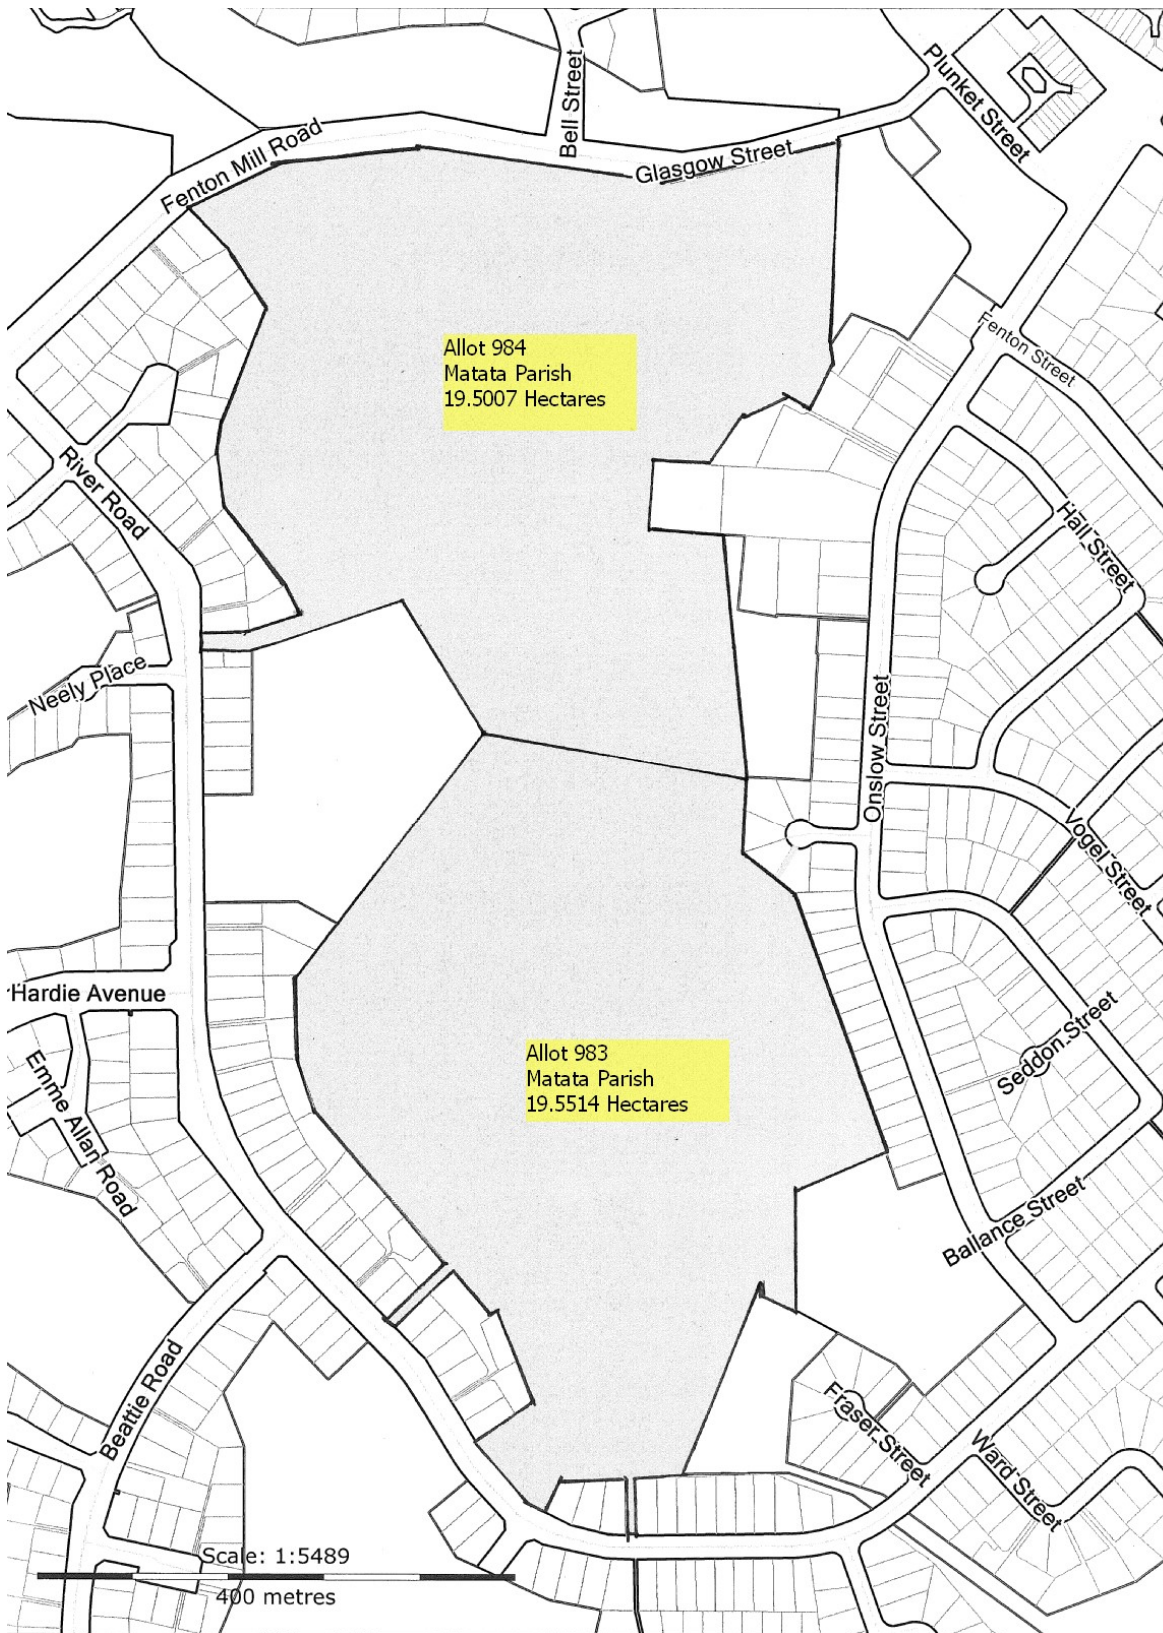 Bell Street
Plunket Street
Fenton Mill Road
Glasgow Street
Fenton Street
Allot 984
Matata Parish
19.5007 Hectares
River Road
Hall Street
Neely Place
Onslow Street
Vogel Street
Hardie Avenue
Seddon Street
Emme Allan Road
Allot 983
Matata Parish
19.5514 Hectares
Ballance Street
Beattie Road
Fraser Street
Ward Street
Scale: 1:5489
400 metres